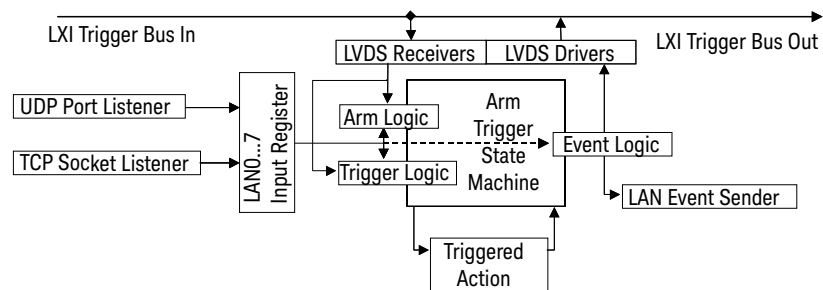 LXI Trigger Bus In
LXI Trigger Bus Out
LVDS Receivers
LVDS Drivers
UDP Port Listener
TCP Socket Listener
LAN0...7
Input Register
Arm Logic
Trigger Logic
Arm
Trigger
State
Machine
Event Logic
LAN Event Sender
Triggered
Action